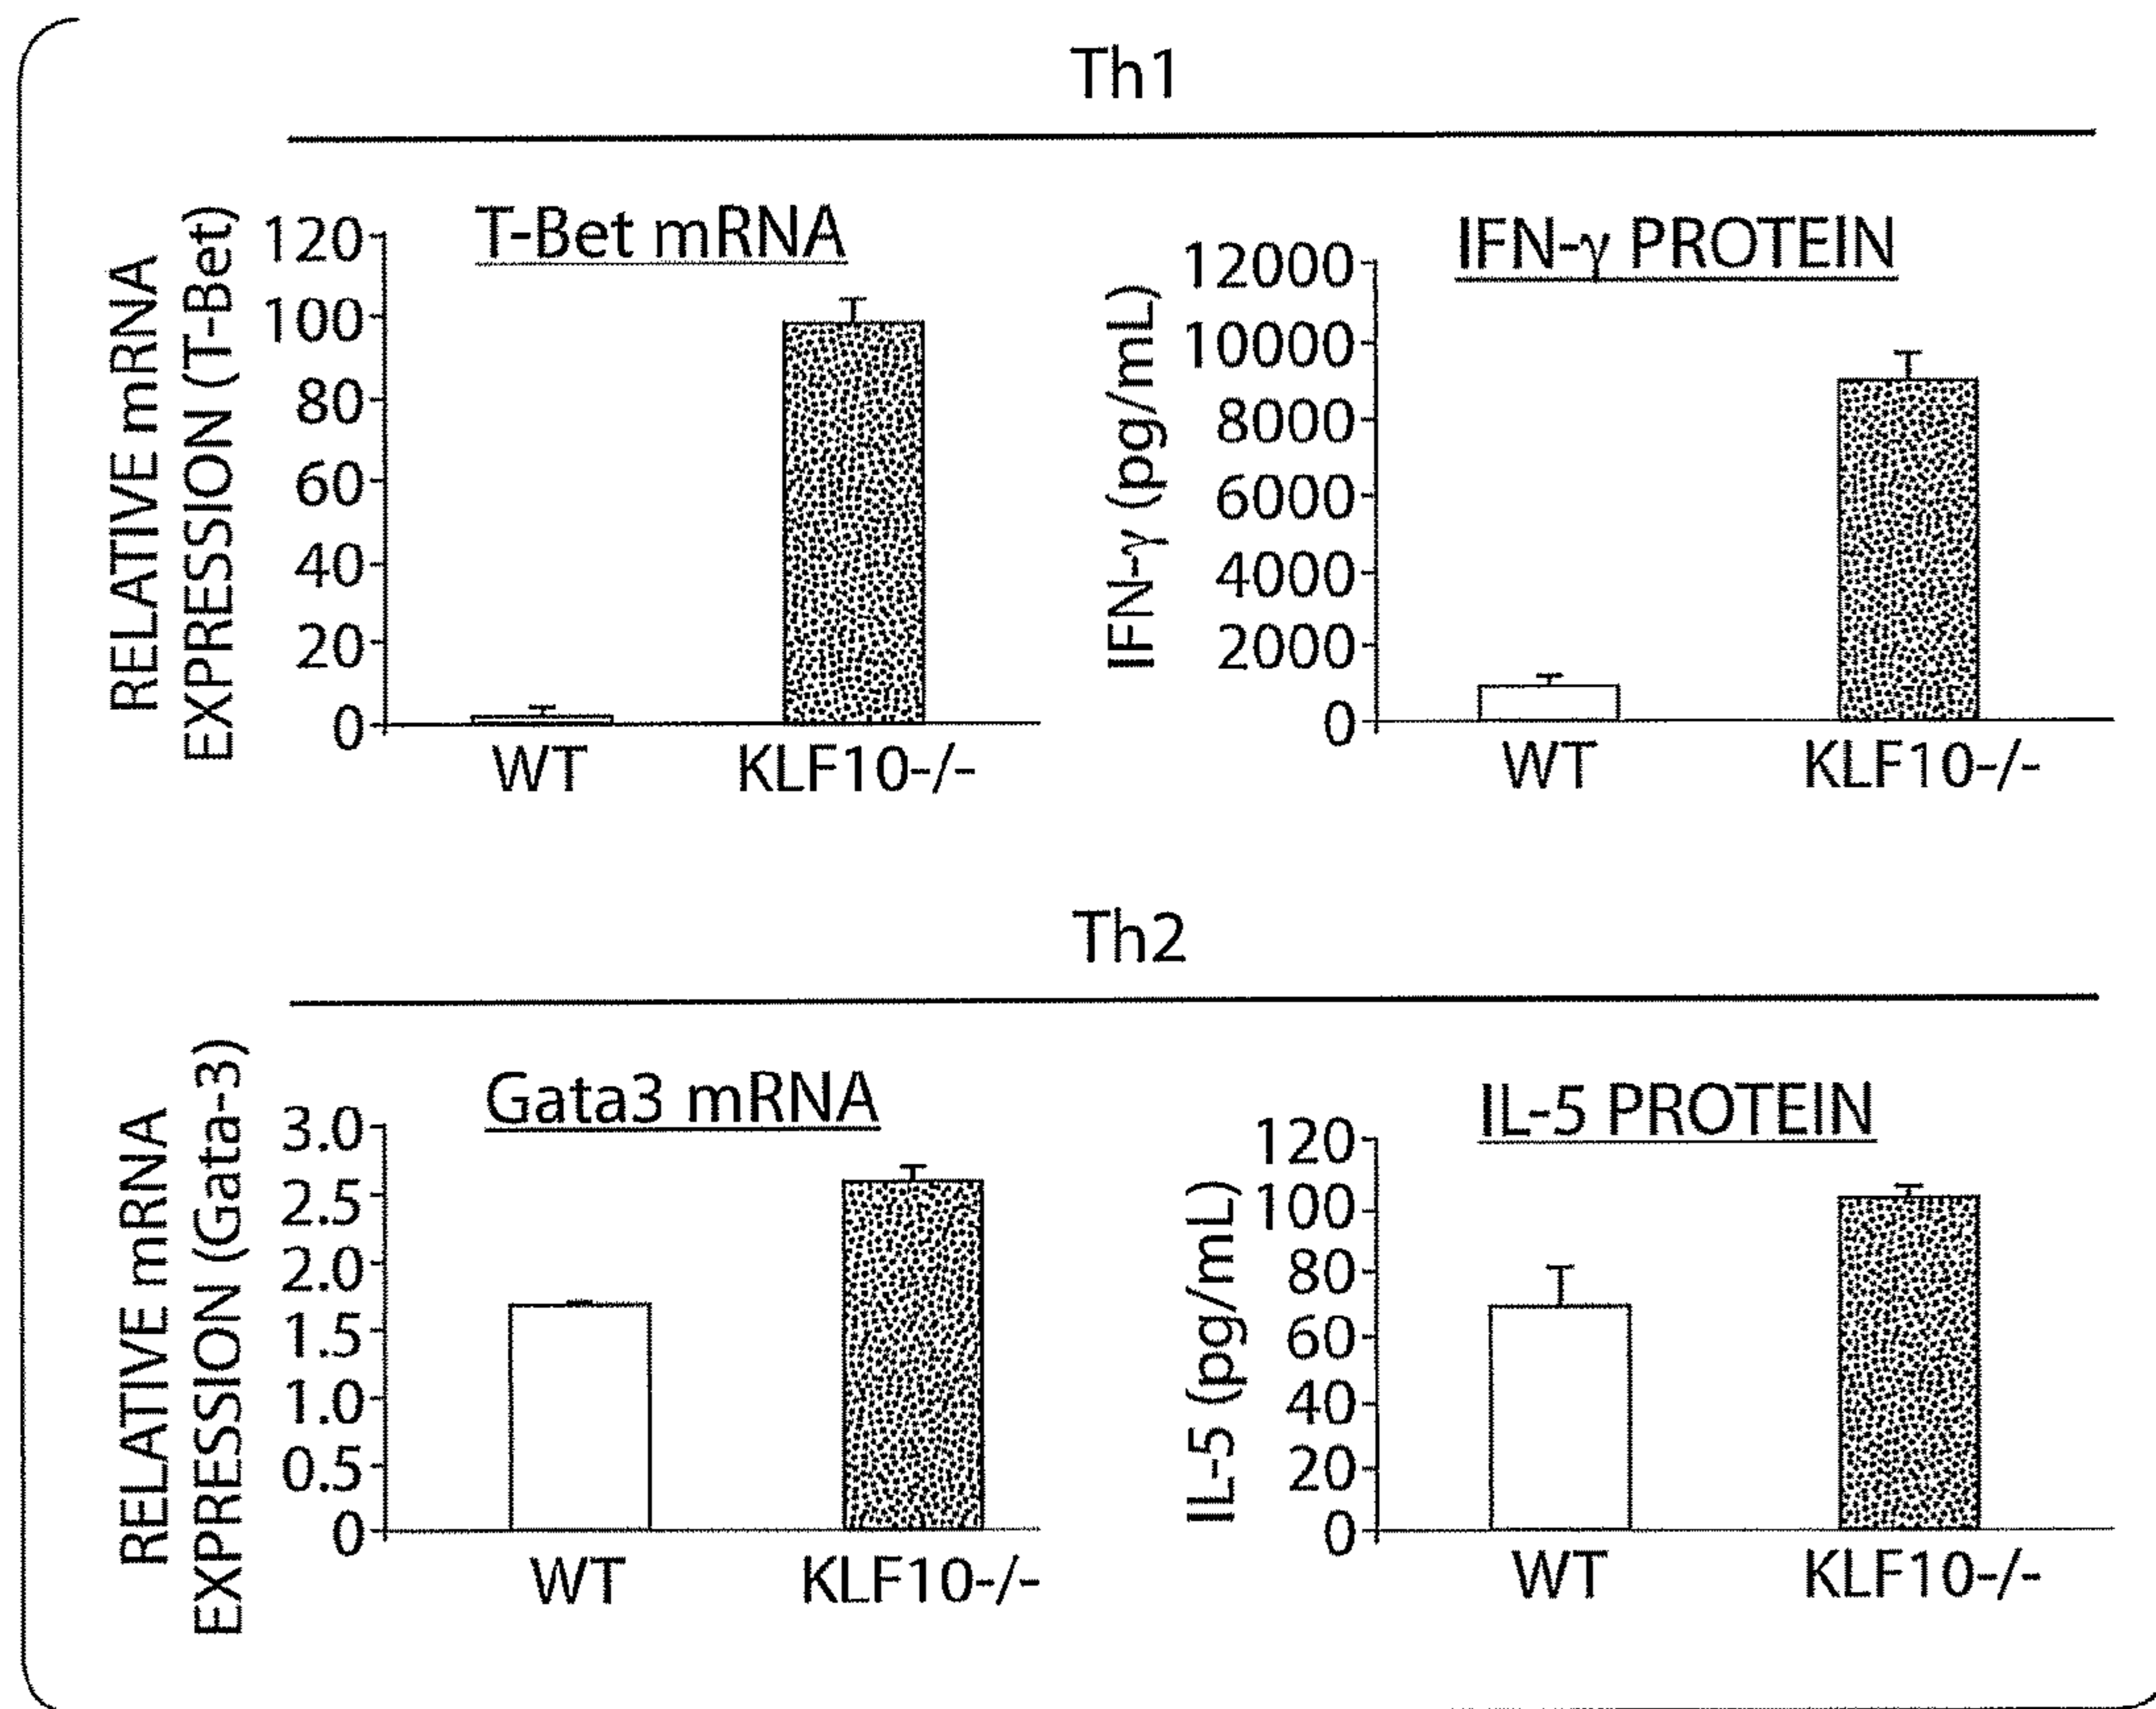 Th1
T-Bet mRNA
RELATIVE mRNA
EXPRESSION (T-Bet)
120
100
80
60
40
20
0
WT KLF10-/-
IFN-γ PROTEIN
IFN-γ (pg/mL)
12000
10000
8000
6000
4000
2000
0
WT KLF10-/-
Th2
Gata3 mRNA
RELATIVE mRNA
EXPRESSION (Gata-3)
3.0
2.5
2.0
1.5
1.0
0.5
0
WT KLF10-/-
IL-5 PROTEIN
IL-5 (pg/mL)
120
100
80
60
40
20
0
WT KLF10-/-